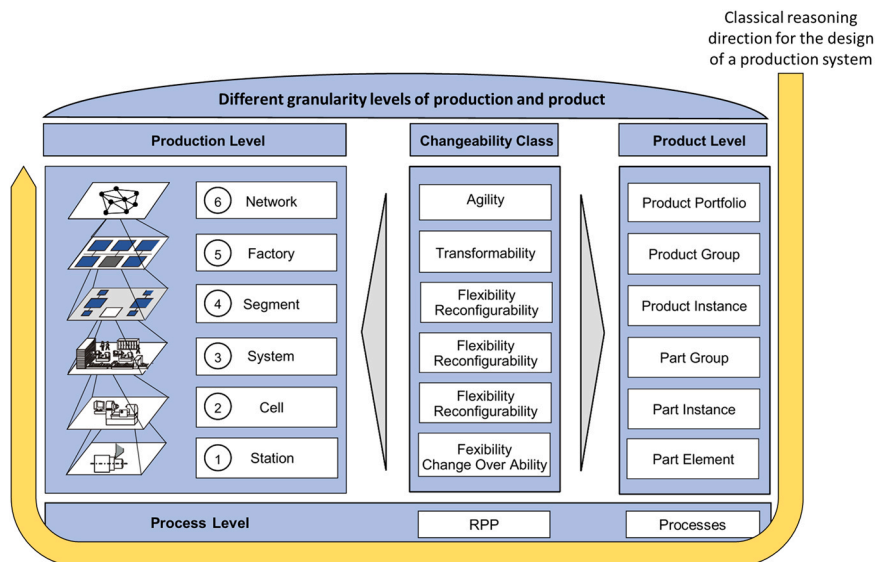 Classical reasoning
direction for the design
of a production system
Different granularity levels of production and product
Production Level
Changeability Class
Product Level
6 Network
Agility
Product Portfolio
5 Factory
Transformability
Product Group
4 Segment
Flexibility
Reconfigurability
Product Instance
3 System
Flexibility
Reconfigurability
Part Group
2 Cell
Flexibility
Reconfigurability
Part Instance
1 Station
Fexibility
Change Over Ability
Part Element
Process Level
RPP
Processes